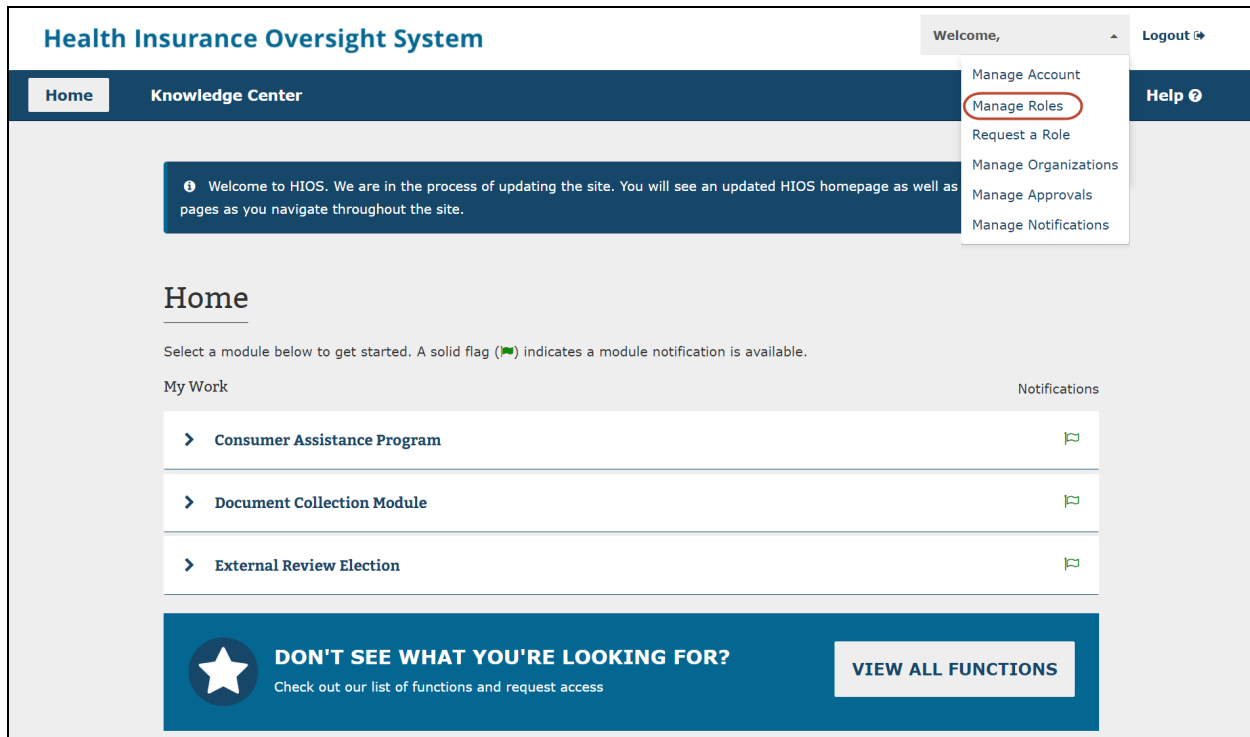 Health Insurance Oversight System
Welcome,
Logout
Manage Account
Manage Roles
Request a Role
Manage Organizations
Manage Approvals
Manage Notifications
Home
Knowledge Center
Help
Welcome to HIOS. We are in the process of updating the site. You will see an updated HIOS homepage as well as
pages as you navigate throughout the site.
Home
Select a module below to get started. A solid flag () indicates a module notification is available.
My Work
Notifications
Consumer Assistance Program
Document Collection Module
External Review Election
DON'T SEE WHAT YOU'RE LOOKING FOR?
Check out our list of functions and request access
VIEW ALL FUNCTIONS